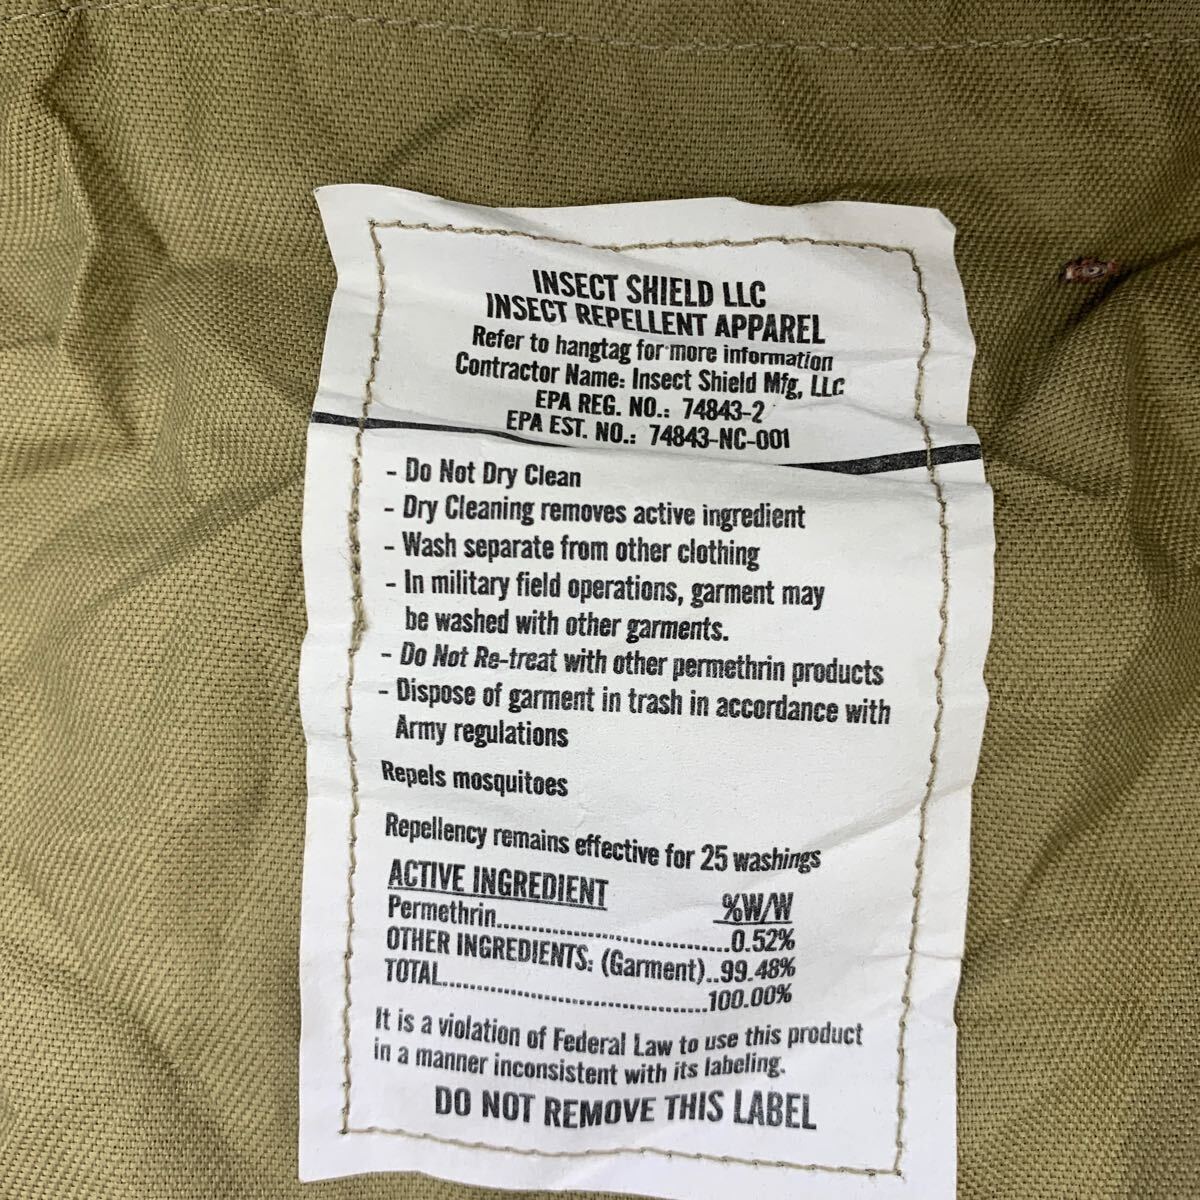 INSECT SHIELD LLC
INSECT REPELLENT APPAREL
Refer to hangtag for more information
Contractor Name: Insect Shield Mfg, LLC
EPA REG. NO.: 74843-2
EPA EST. NO.: 74843-NC-001
- Do Not Dry Clean
- Dry Cleaning removes active ingredient
- Wash separate from other clothing
- In military field operations, garment may
be washed with other garments.
- Do Not Re-treat with other permethrin products
- Dispose of garment in trash in accordance with
Army regulations
Repels mosquitoes
Repellency remains effective for 25 washings
ACTIVE INGREDIENT %W/W
Permethrin........................................0.52%
OTHER INGREDIENTS: (Garment)..99.48%
TOTAL..............................................100.00%
It is a violation of Federal Law to use this product
in a manner inconsistent with its labeling.
DO NOT REMOVE THIS LABEL